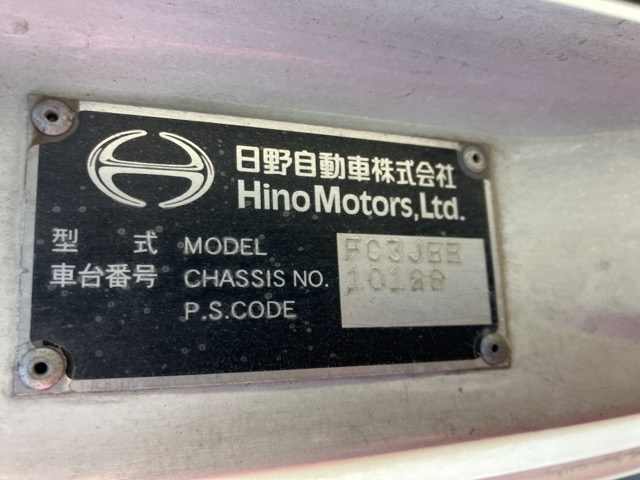 日野自動車株式会社
Hino Motors, Ltd.
型式 MODEL FC3JEE
車台番号 CHASSIS NO. 10188
P.S.CODE